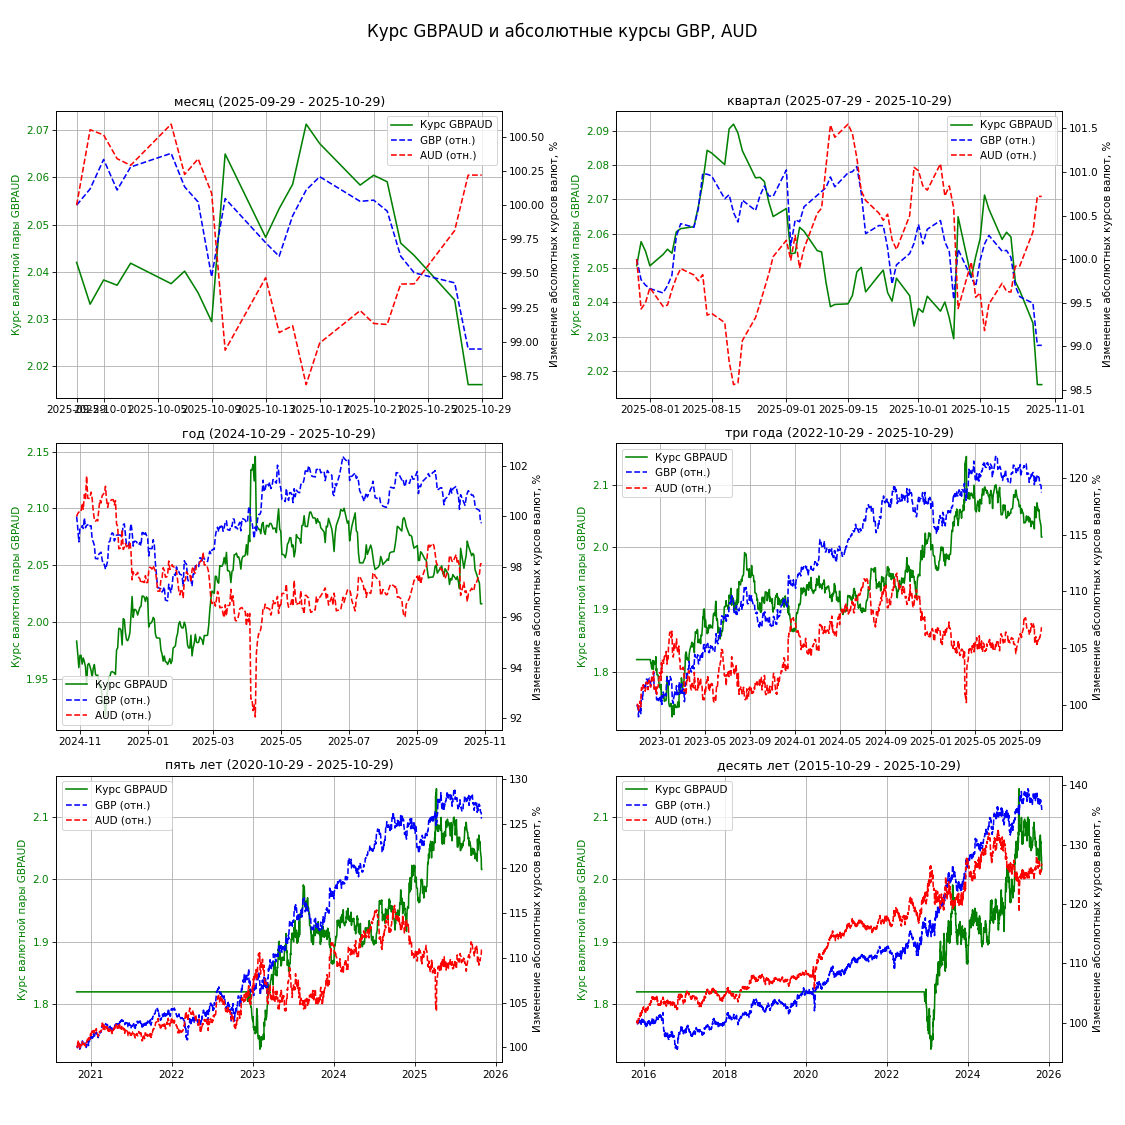 Курс GBPAUD и абсолютные курсы GBP, AUD
месяц (2025-09-29 - 2025-10-29)
Курс валютной пары GBPAUD
2.07
2.06
2.05
2.04
2.03
2.02
Курс GBPAUD
GBP (отн.)
AUD (отн.)
100.50
100.25
100.00
99.75
99.50
99.25
99.00
98.75
Изменение абсолютных курсов валют, %
2025-09-29 2025-10-01 2025-10-05 2025-10-09 2025-10-13 2025-10-17 2025-10-21 2025-10-25 2025-10-29
квартал (2025-07-29 - 2025-10-29)
Курс валютной пары GBPAUD
2.09
2.08
2.07
2.06
2.05
2.04
2.03
2.02
Курс GBPAUD
GBP (отн.)
AUD (отн.)
101.5
101.0
100.5
100.0
99.5
99.0
98.5
Изменение абсолютных курсов валют, %
2025-08-01 2025-08-15 2025-09-01 2025-09-15 2025-10-01 2025-10-15 2025-11-01
год (2024-10-29 - 2025-10-29)
Курс валютной пары GBPAUD
2.15
2.10
2.05
2.00
1.95
Курс GBPAUD
GBP (отн.)
AUD (отн.)
102
100
98
96
94
92
Изменение абсолютных курсов валют, %
2024-11 2025-01 2025-03 2025-05 2025-07 2025-09 2025-11
три года (2022-10-29 - 2025-10-29)
Курс валютной пары GBPAUD
2.1
2.0
1.9
1.8
Курс GBPAUD
GBP (отн.)
AUD (отн.)
120
115
110
105
100
Изменение абсолютных курсов валют, %
2023-01 2023-05 2023-09 2024-01 2024-05 2024-09 2025-01 2025-05 2025-09
пять лет (2020-10-29 - 2025-10-29)
Курс валютной пары GBPAUD
2.1
2.0
1.9
1.8
Курс GBPAUD
GBP (отн.)
AUD (отн.)
130
125
120
115
110
105
100
Изменение абсолютных курсов валют, %
2021 2022 2023 2024 2025 2026
десять лет (2015-10-29 - 2025-10-29)
Курс валютной пары GBPAUD
2.1
2.0
1.9
1.8
Курс GBPAUD
GBP (отн.)
AUD (отн.)
140
130
120
110
100
Изменение абсолютных курсов валют, %
2016 2018 2020 2022 2024 2026